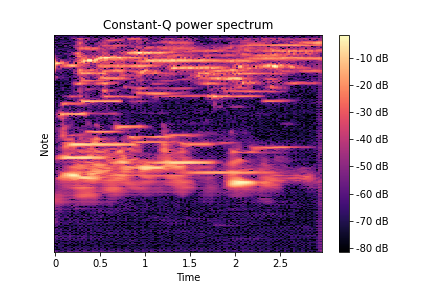 Constant-Q power spectrum
-10 dB
-20 dB
-30 dB
-40 dB
-50 dB
-60 dB
-70 dB
-80 dB
Note
0
0.5
1
1.5
2
2.5
Time